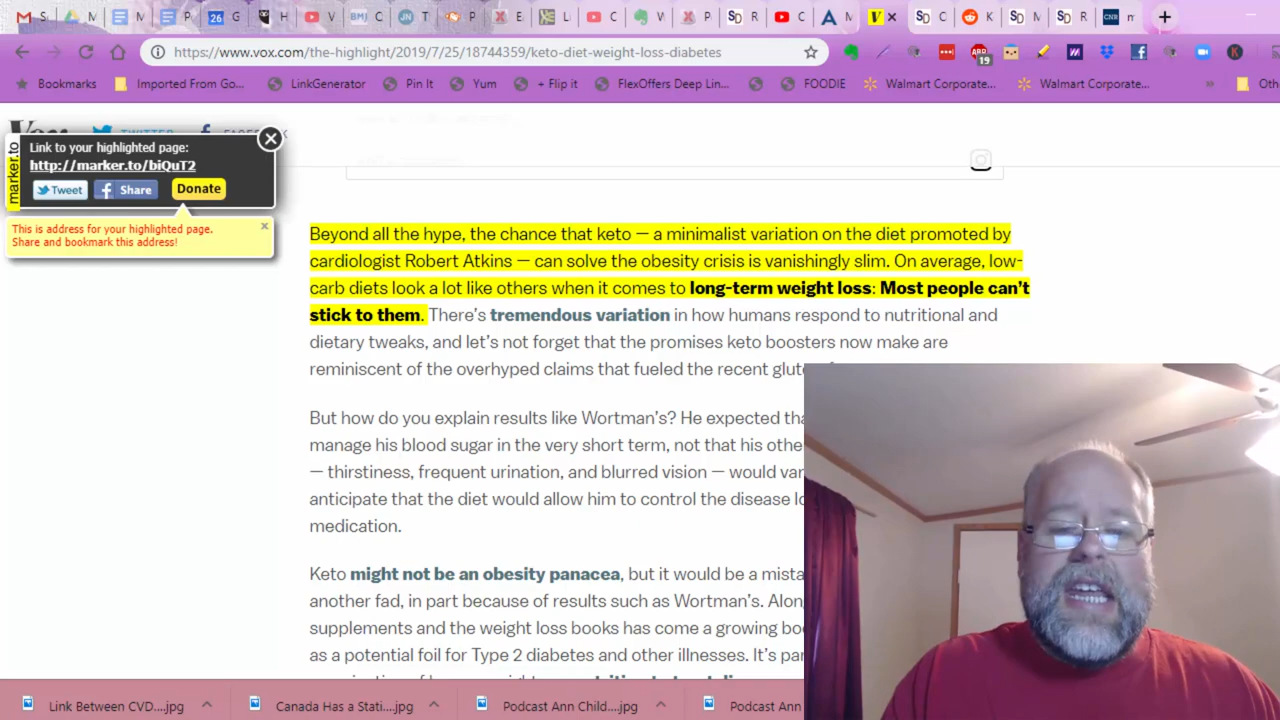 S
M
M
P
26
G
H
V
BMJ
C
JN
T
P
E
Li
C
V
P
SD
R
C
M
V
SD
C
K
SD
M
SD
R
CNR
m
https://www.vox.com/the-highlight/2019/7/25/18744359/keto-diet-weight-loss-diabetes
ABP
19
K
Bookmarks
Imported From Go...
LinkGenerator
Pin It
Yum
+ Flip it
FlexOffers Deep Lin...
FOODIE
Walmart Corporate...
Walmart Corporate...
»
Oth
marker.to
Link to your highlighted page:
http://marker.to/biQuT2
Tweet
Share
Donate
This is address for your highlighted page.
Share and bookmark this address!
Beyond all the hype, the chance that keto — a minimalist variation on the diet promoted by
cardiologist Robert Atkins — can solve the obesity crisis is vanishingly slim. On average, low-
carb diets look a lot like others when it comes to long-term weight loss: Most people can't
stick to them. There's tremendous variation in how humans respond to nutritional and
dietary tweaks, and let's not forget that the promises keto boosters now make are
reminiscent of the overhyped claims that fueled the recent
But how do you explain results like Wortman's? He expected
manage his blood sugar in the very short term, not that his
— thirstiness, frequent urination, and blurred vision — would
anticipate that the diet would allow him to control the disease
medication.
Keto might not be an obesity panacea, but it would be a
another fad, in part because of results such as Wortman's.
supplements and the weight loss books has come a growing
as a potential foil for Type 2 diabetes and other illnesses. It's
Link Between CVD....jpg
Canada Has a Stati....jpg
Podcast Ann Child....jpg
Podcast Ann